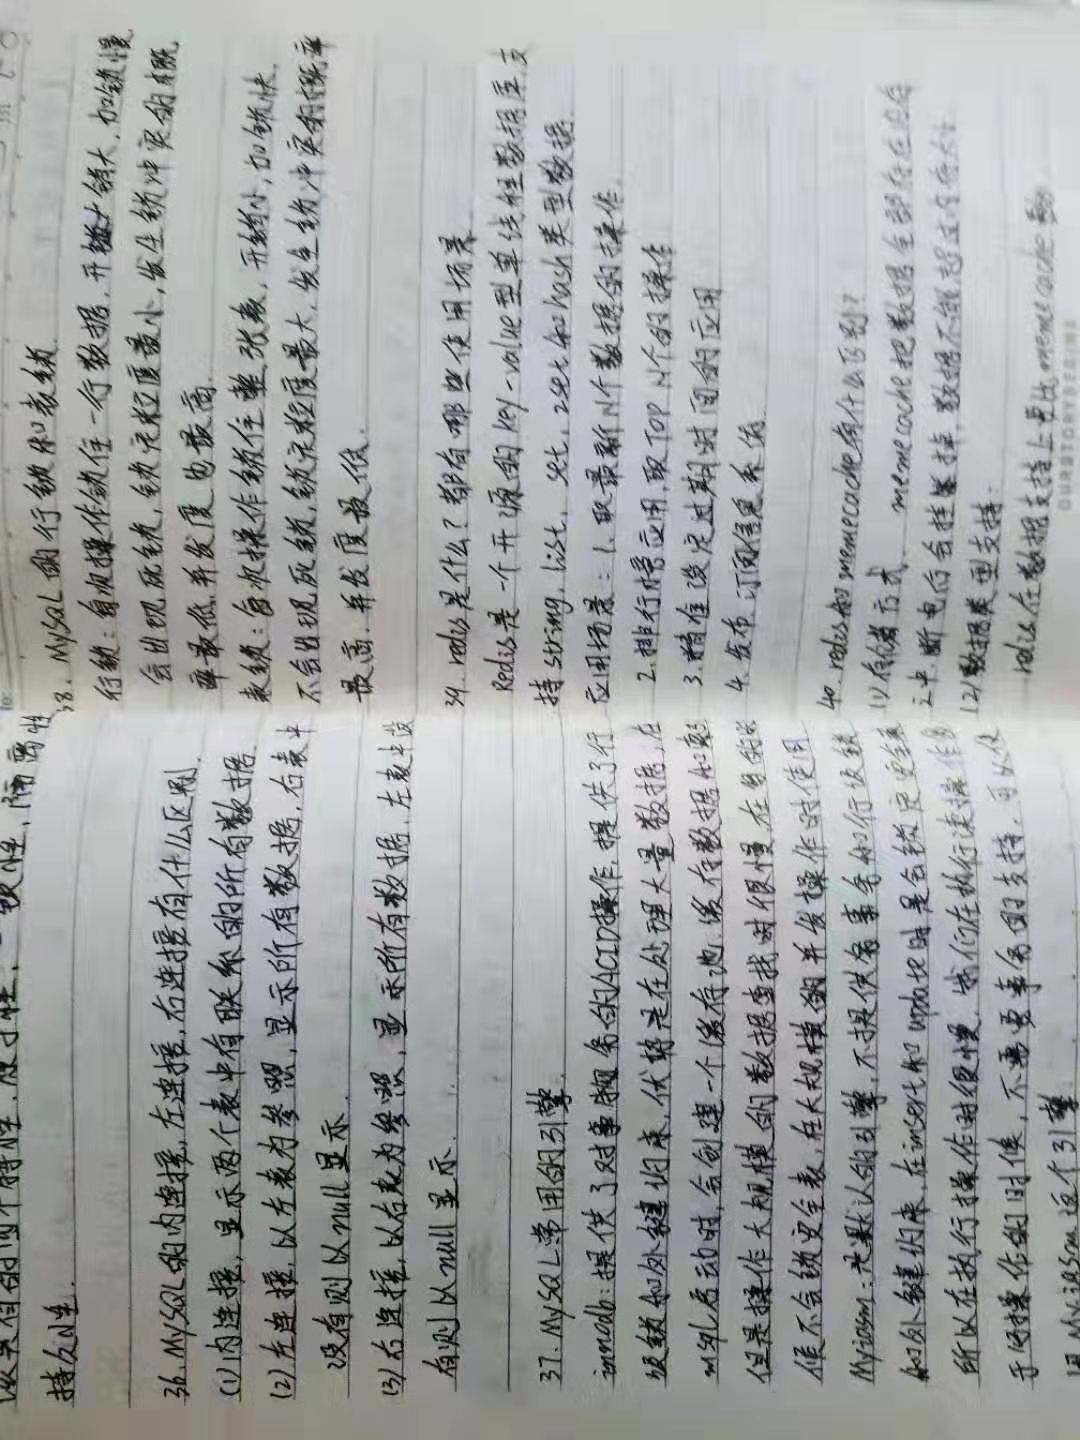 必须具有的四个特性，原子性，一致性，隔离性
持久性.
36. MySQL的内连接，左连接，右连接有什么区别.
(1) 内连接，显示两个表中有联系的所有数据.
(2) 左连接，以左表为参照，显示所有数据，右表中
没有则以null显示.
(3) 右连接，以右表为参照，显示所有数据，左表中没
有则以null显示.
37. MySQL常用的引擎.
innodb：提供了对事物务的ACID操作，提供了行
级锁和外键约束，优势是在处理大量数据，在
mysql启动时，会创建一个缓存池，缓存数据和索
但是操作大规模的数据查找时很慢，在有的时
候不会锁定全表，在大规模的并发操作时使用
Myiasm：是默认的引擎，不提供事务和行级锁
和外键约束，在insert和update时是会锁定全表
所以在执行操作时很慢，我们在执行读操作多
于写操作的时候，不需要事务的支持，可以使
用Myiasm这个引擎.
38. MySQL的行锁和表锁
行锁：每次操作锁住一行数据，开销大，加锁慢
会出现死锁，锁定粒度最小，发生锁冲突的概
率最低，并发度也最高.
表锁：每次操作锁住整张表，开销小，加锁快.
不会出现死锁，锁定粒度最大，发生锁冲突的概率
最高，并发度最低.
39. redis是什么？都有哪些使用场景.
Redis是一个开源的key-value型单线程数据库，支
持string, list, set, zset和hash类型数据.
应用场景：1. 取最新N个数据的操作.
2. 排行榜应用，取TOP N个的操作
3. 精准设定过期时间的应用
4. 发布、订阅信息系统.
40. redis和memecache有什么区别？
(1) 存储方式. memecache把数据全部存在内存
之中，断电后会挂掉，数据不能超过内存大小
(2) 数据类型支持：
redis在数据支持上要比memecache多
OURSTORYBEGINS